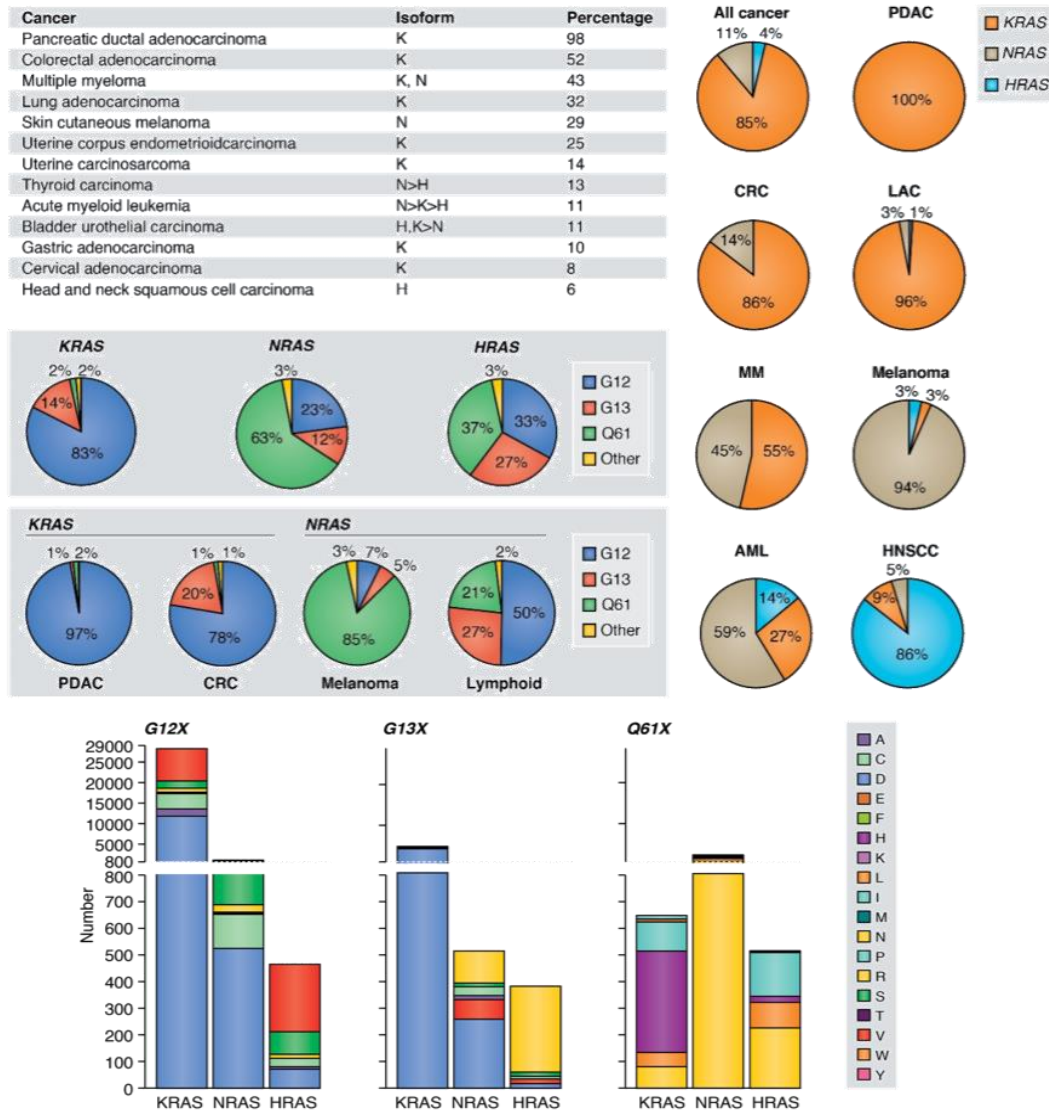 Cancer Isoform Percentage
Pancreatic ductal adenocarcinoma K 98
Colorectal adenocarcinoma K 52
Multiple myeloma K, N 43
Lung adenocarcinoma K 32
Skin cutaneous melanoma N 29
Uterine corpus endometrioidcarcinoma K 25
Uterine carcinosarcoma K 14
Thyroid carcinoma N>H 13
Acute myeloid leukemia N>K>H 11
Bladder urothelial carcinoma H,K>N 11
Gastric adenocarcinoma K 10
Cervical adenocarcinoma K 8
Head and neck squamous cell carcinoma H 6
All cancer
11% 4%
85%
PDAC
100%
KRAS
NRAS
HRAS
CRC
14%
86%
LAC
3% 1%
96%
MM
45% 55%
Melanoma
3% 3%
94%
AML
14%
59% 27%
HNSCC
5%
9%
86%
KRAS
2% 2%
14%
83%
NRAS
3%
23%
63% 12%
HRAS
3%
37% 33%
27%
G12
G13
Q61
Other
KRAS
1% 2%
97%
PDAC
1% 1%
20%
78%
CRC
NRAS
3% 7%
5%
85%
Melanoma
2%
21% 50%
27%
Lymphoid
G12
G13
Q61
Other
G12X
29000
25000
20000
15000
10000
5000
800
800
700
600
500
400
300
200
100
0
Number
KRAS NRAS HRAS
G13X
KRAS NRAS HRAS
Q61X
KRAS NRAS HRAS
A
C
D
E
F
H
K
L
I
M
N
P
R
S
T
V
W
Y